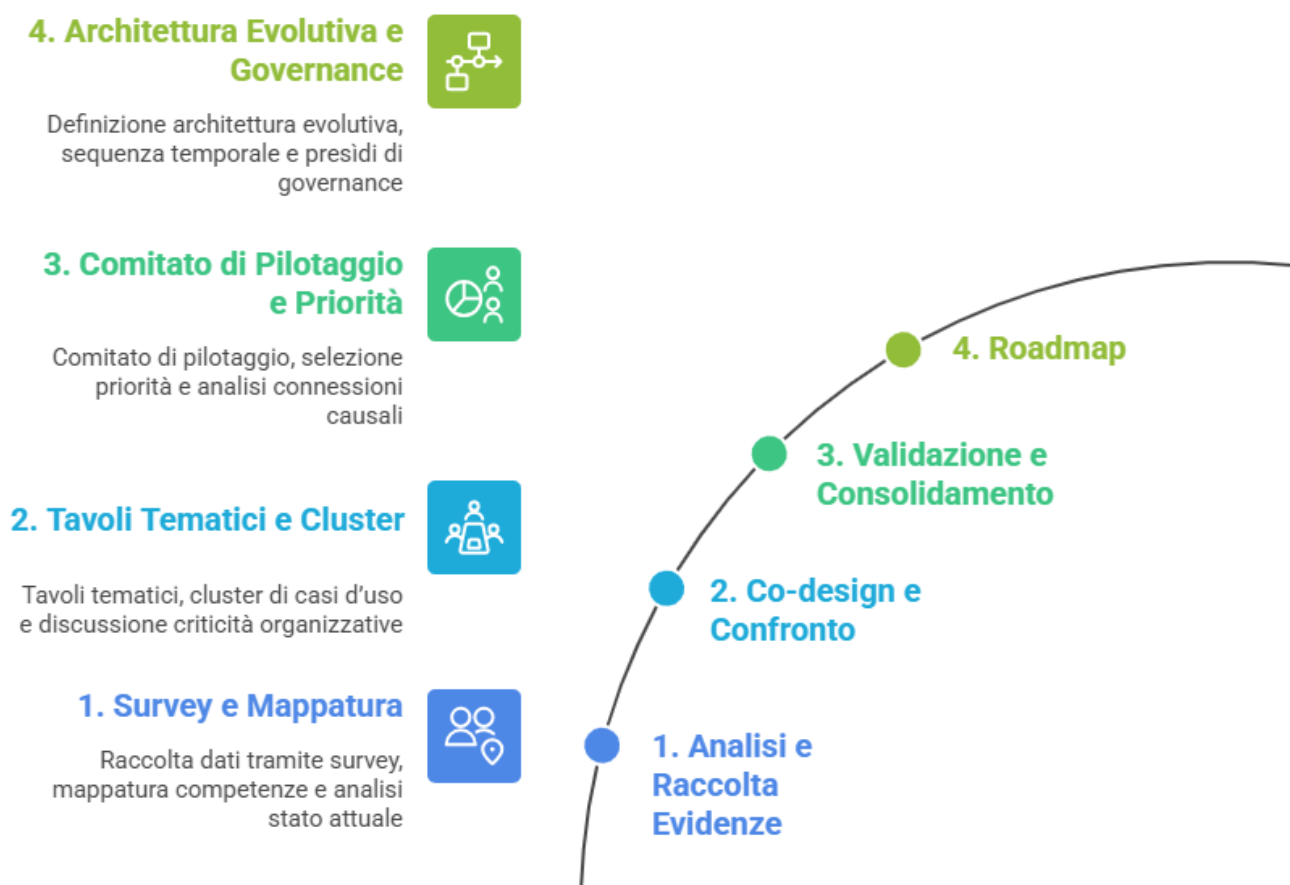 4. Architettura Evolutiva e
Governance
Definizione architettura evolutiva,
sequenza temporale e presìdi di
governance
3. Comitato di Pilotaggio
e Priorità
Comitato di pilotaggio, selezione
priorità e analisi connessioni
causali
2. Tavoli Tematici e Cluster
Tavoli tematici, cluster di casi d'uso
e discussione criticità organizzative
1. Survey e Mappatura
Raccolta dati tramite survey,
mappatura competenze e analisi
stato attuale
4. Roadmap
3. Validazione e
Consolidamento
2. Co-design e
Confronto
1. Analisi e
Raccolta
Evidenze